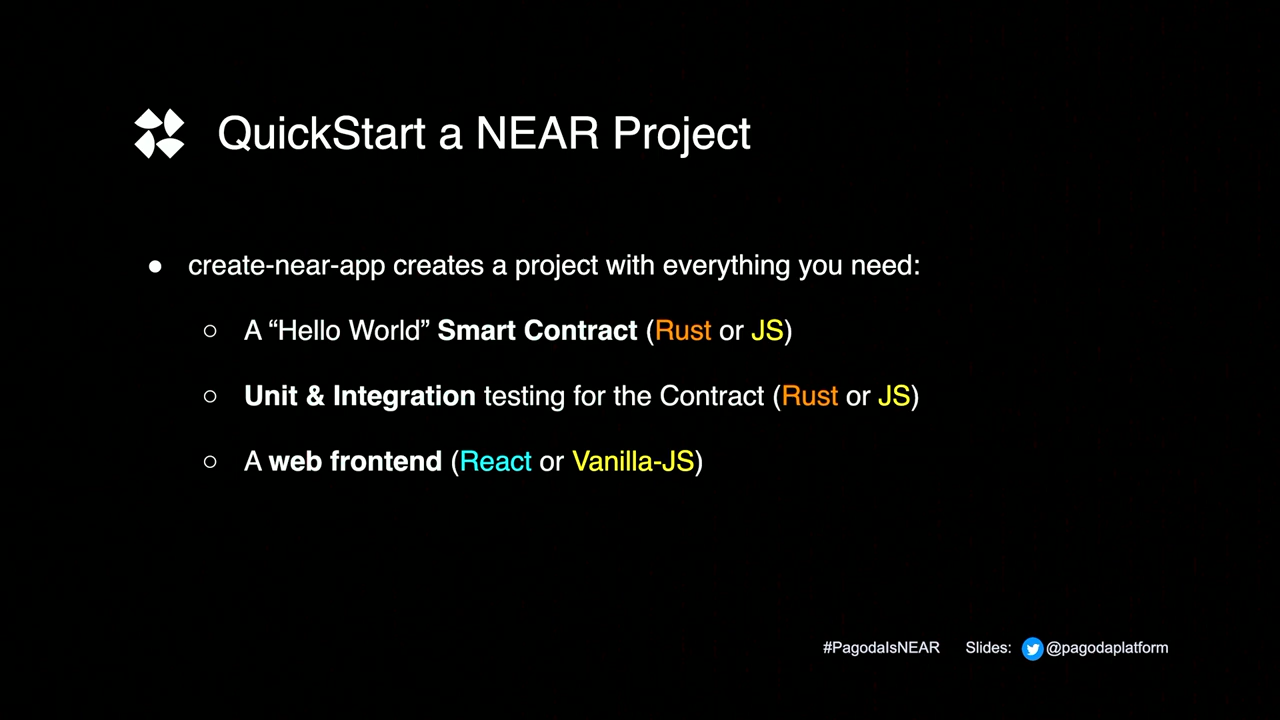 QuickStart a NEAR Project
● create-near-app creates a project with everything you need:
○ A “Hello World” Smart Contract (Rust or JS)
○ Unit & Integration testing for the Contract (Rust or JS)
○ A web frontend (React or Vanilla-JS)
#PagodaIsNEAR Slides: @pagodaplatform